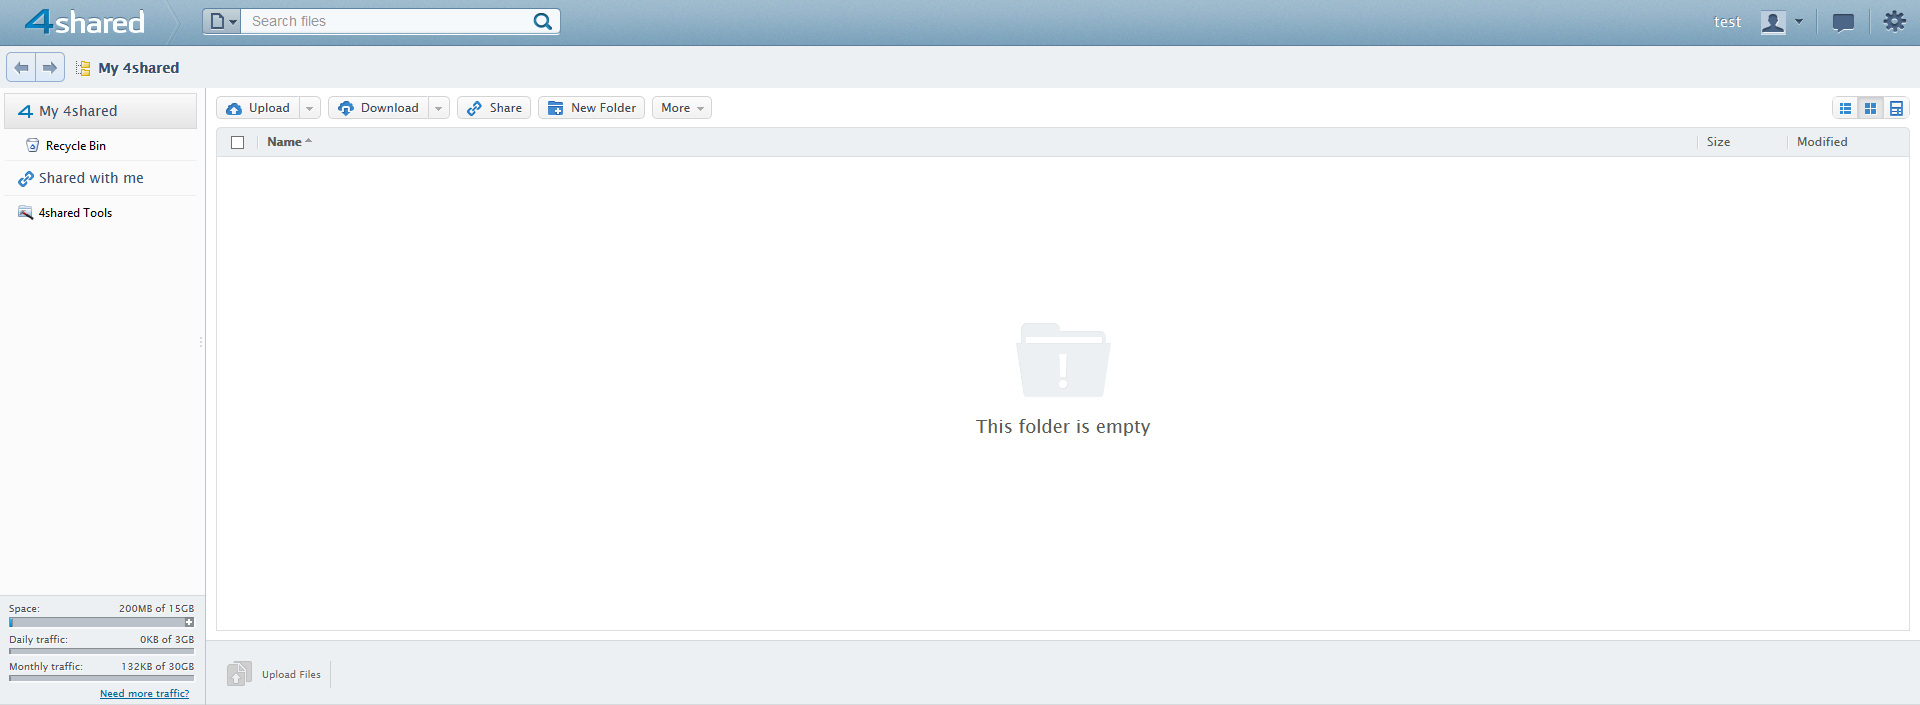 4shared
Search files
test
My 4shared
My 4shared
Recycle Bin
Shared with me
4shared Tools
Upload Download Share New Folder More
Name Size Modified
This folder is empty
Space: 200MB of 15GB
Daily traffic: 0KB of 3GB
Monthly traffic: 132KB of 30GB
Need more traffic?
Upload Files